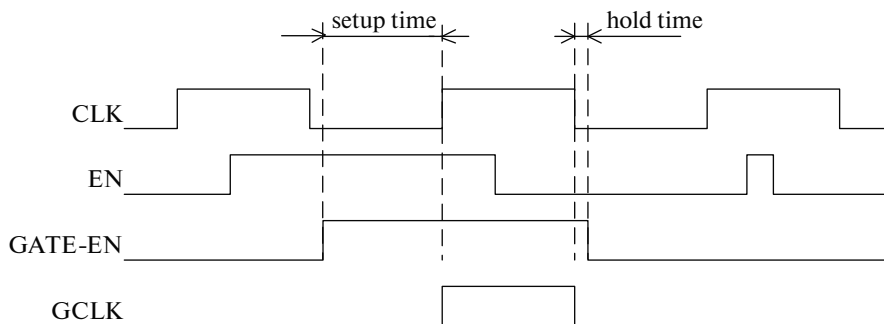 setup time
hold time
CLK
EN
GATE-EN
GCLK